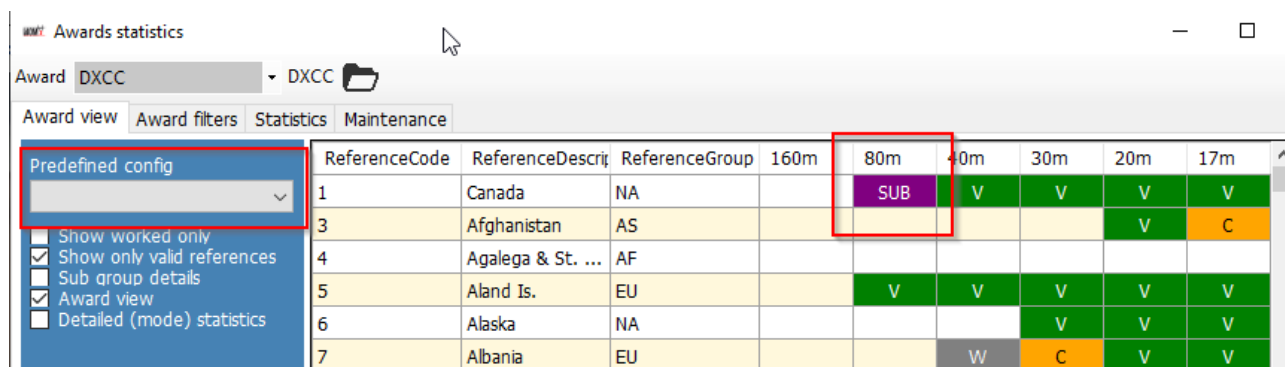 Awards statistics
Award DXCC DXCC
Award view Award filters Statistics Maintenance
Predefined config
Show worked only
Show only valid references
Sub group details
Award view
Detailed (mode) statistics
ReferenceCode ReferenceDescrip ReferenceGroup 160m 80m 40m 30m 20m 17m
1 Canada NA SUB V V V V
3 Afghanistan AS V C
4 Agalega & St. ... AF
5 Aland Is. EU V V V V V
6 Alaska NA V V V
7 Albania EU W C V V